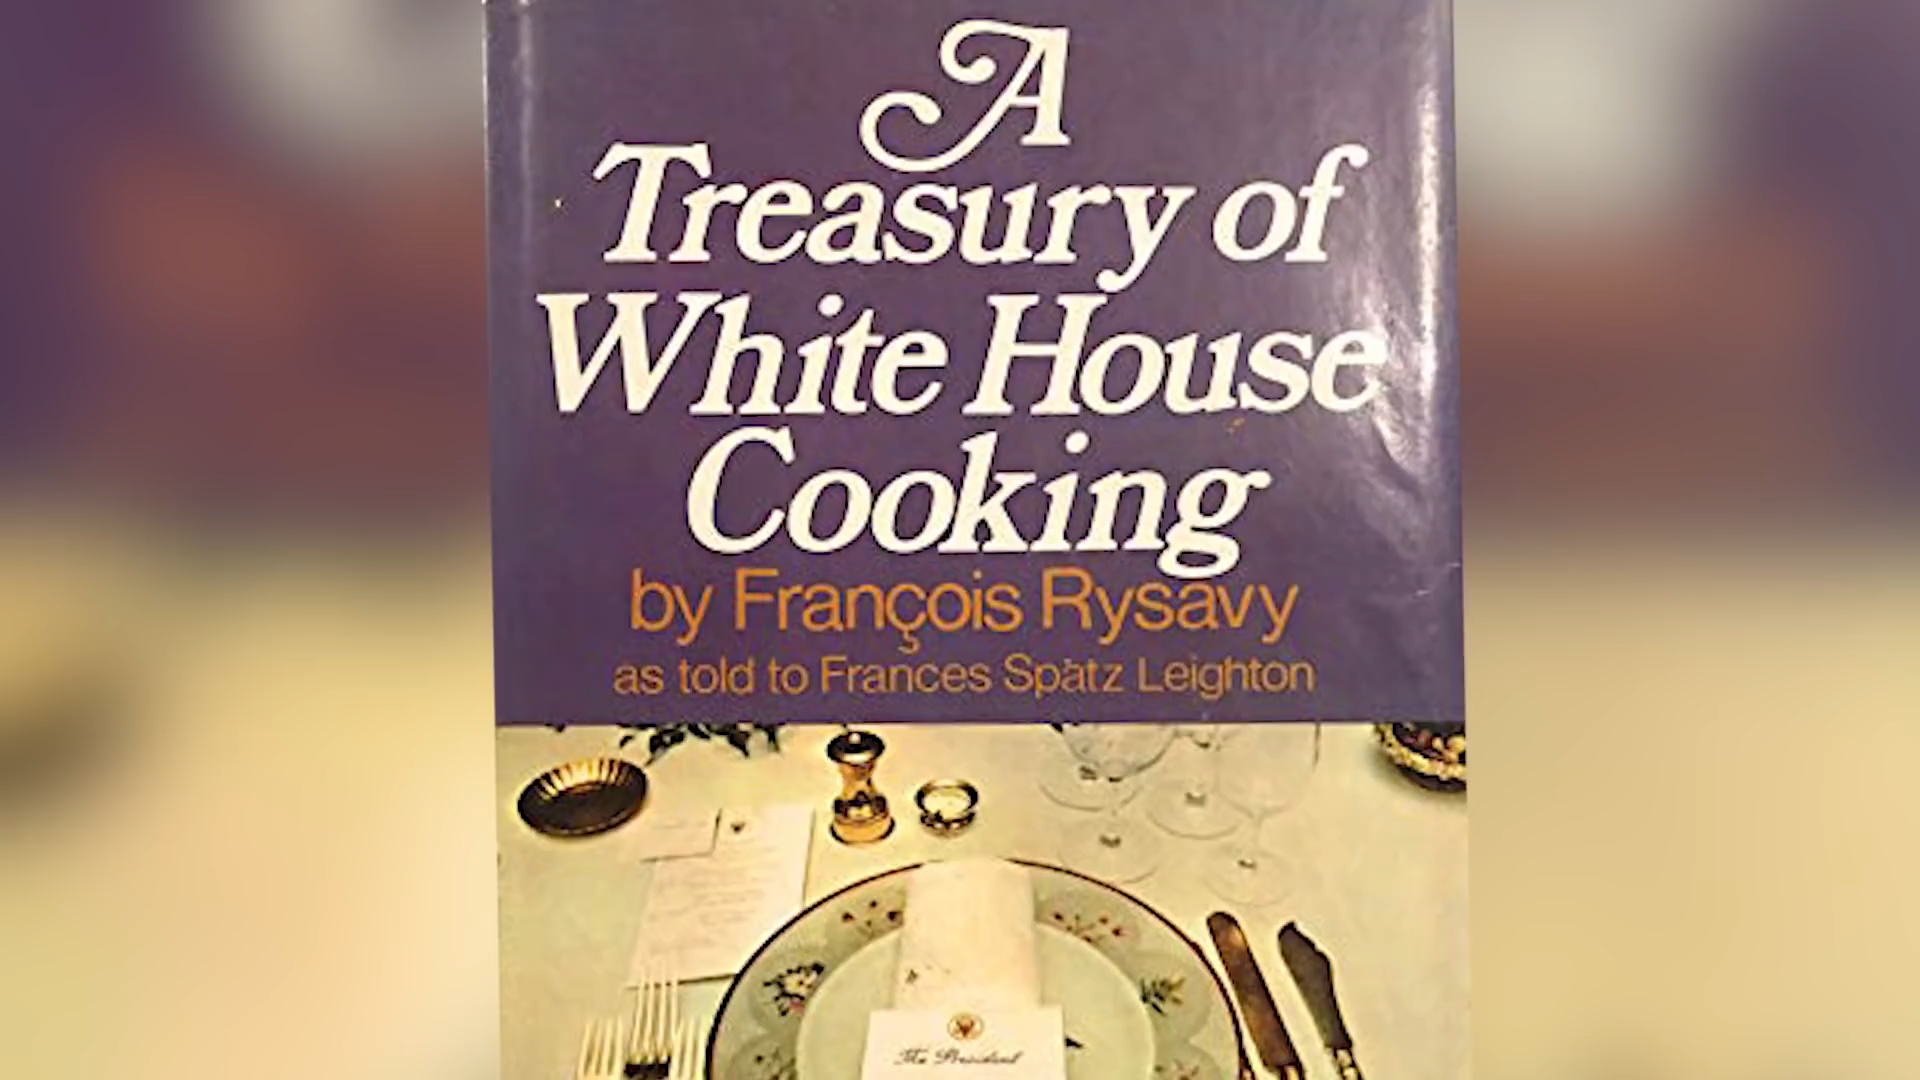 A
Treasury of
White House
Cooking
by François Rysavy
as told to Frances Spatz Leighton
The President